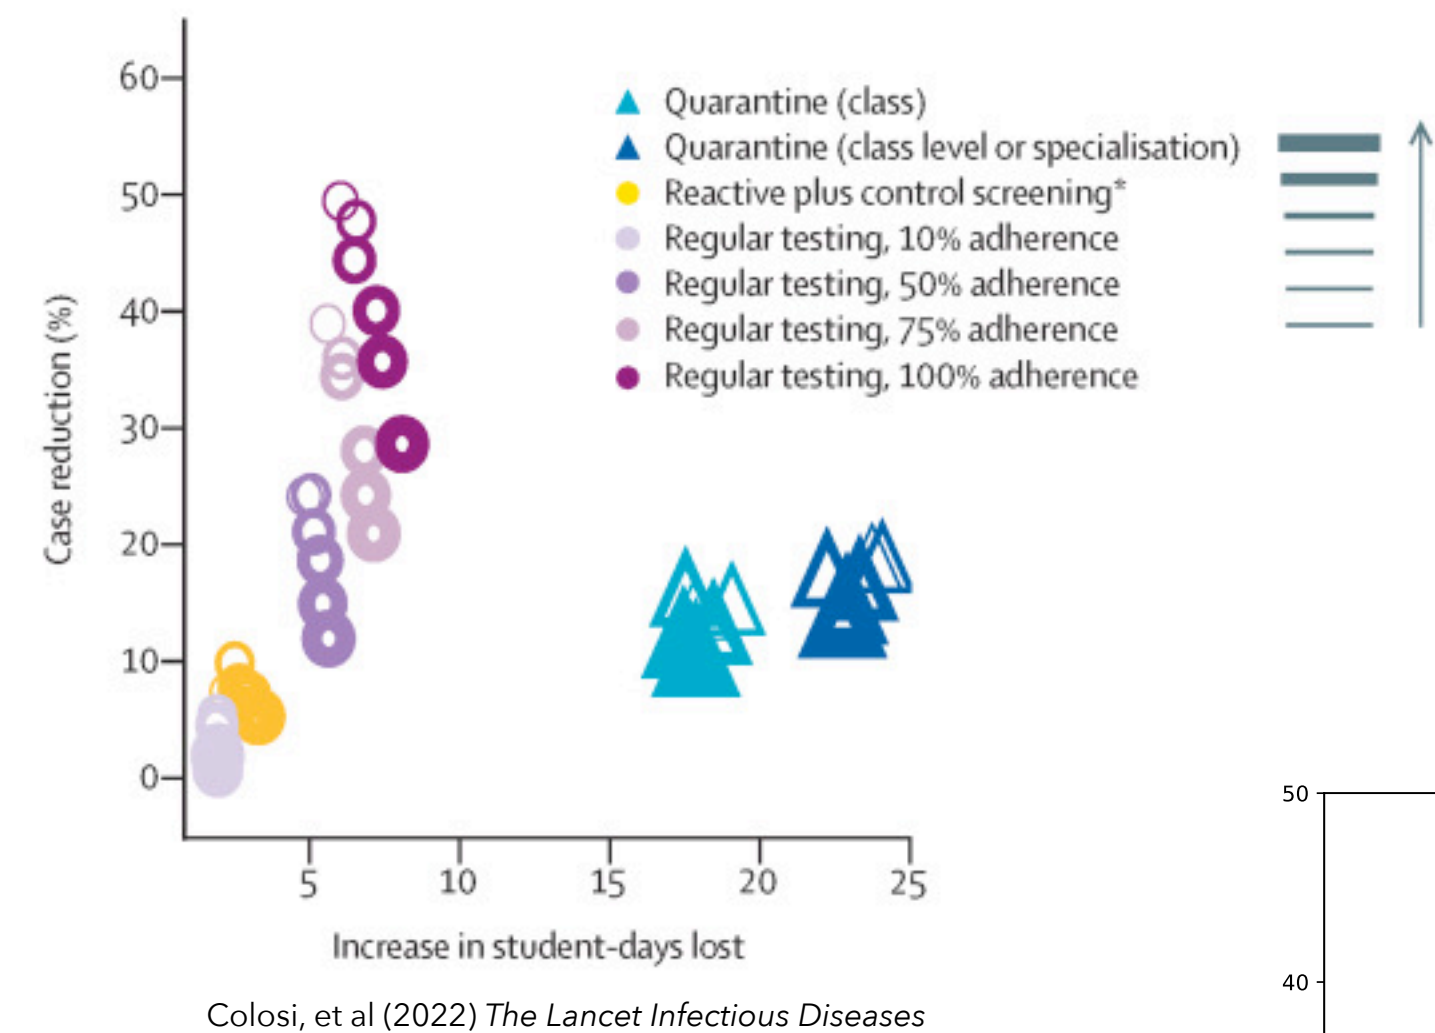 60
50
40
30
20
10
0
Case reduction (%)
5 10 15 20 25
Increase in student-days lost
Quarantine (class)
Quarantine (class level or specialisation)
Reactive plus control screening*
Regular testing, 10% adherence
Regular testing, 50% adherence
Regular testing, 75% adherence
Regular testing, 100% adherence
Colosi, et al (2022) The Lancet Infectious Diseases
50
40